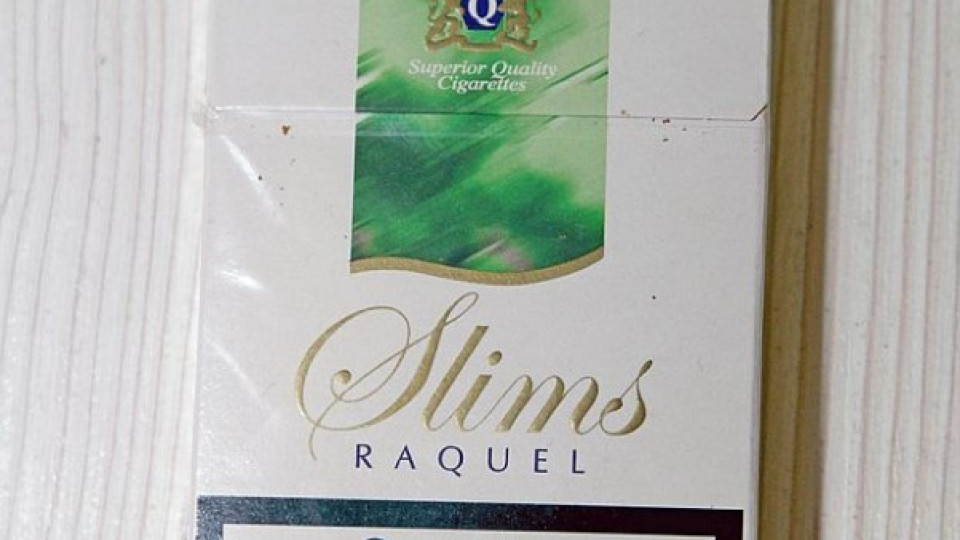 Q
Superior Quality
Cigarettes
Slims
RAQUEL